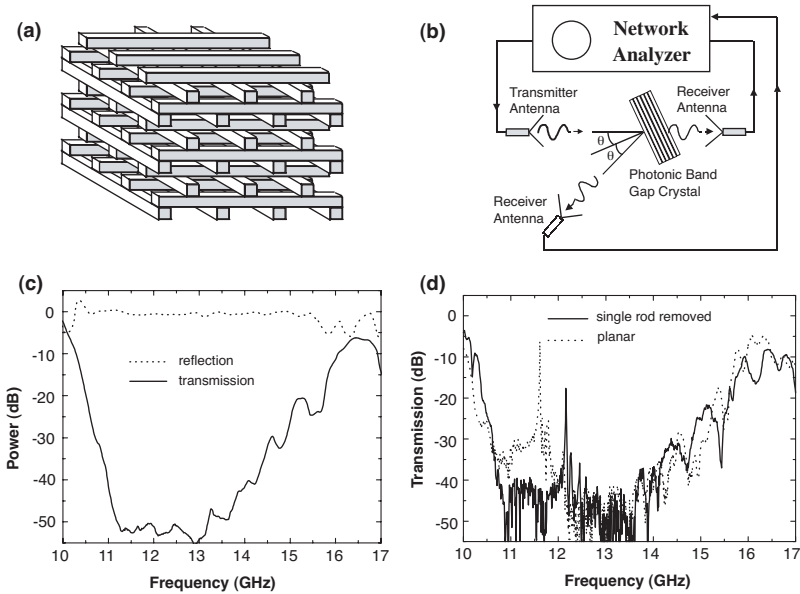 (a)
(b)
Network
Analyzer
Transmitter
Antenna
Receiver
Antenna
θ
θ
Photonic Band
Gap Crystal
Receiver
Antenna
(c)
0
-10
-20
-30
-40
-50
Power (dB)
reflection
transmission
10 11 12 13 14 15 16 17
Frequency (GHz)
(d)
0
-10
-20
-30
-40
-50
Transmission (dB)
single rod removed
planar
10 11 12 13 14 15 16 17
Frequency (GHz)